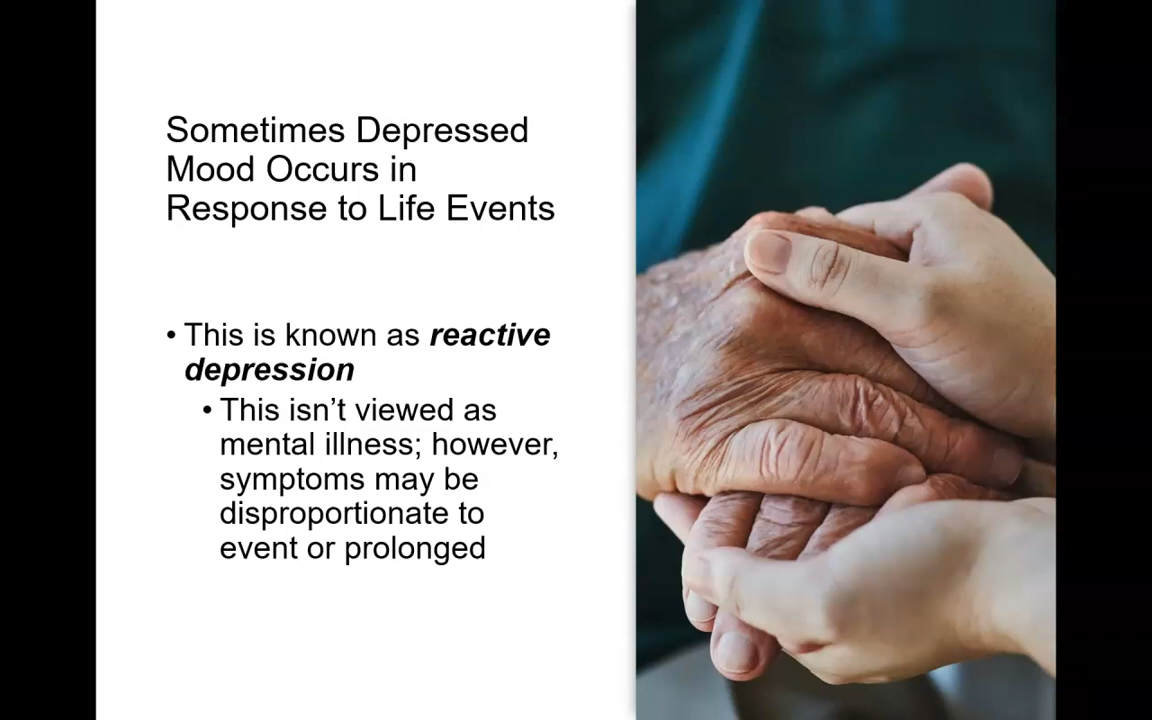 Sometimes Depressed
Mood Occurs in
Response to Life Events
• This is known as reactive
depression
• This isn’t viewed as
mental illness; however,
symptoms may be
disproportionate to
event or prolonged